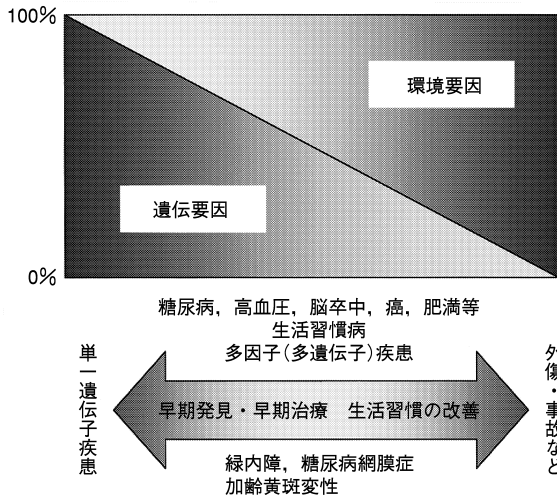 100%
環境要因
遺伝要因
0%
糖尿病，高血圧，脳卒中，癌，肥満等
生活習慣病
多因子(多遺伝子)疾患
単一遺伝子疾患
早期発見・早期治療　生活習慣の改善
外傷・事故など
緑内障，糖尿病網膜症
加齢黄斑変性